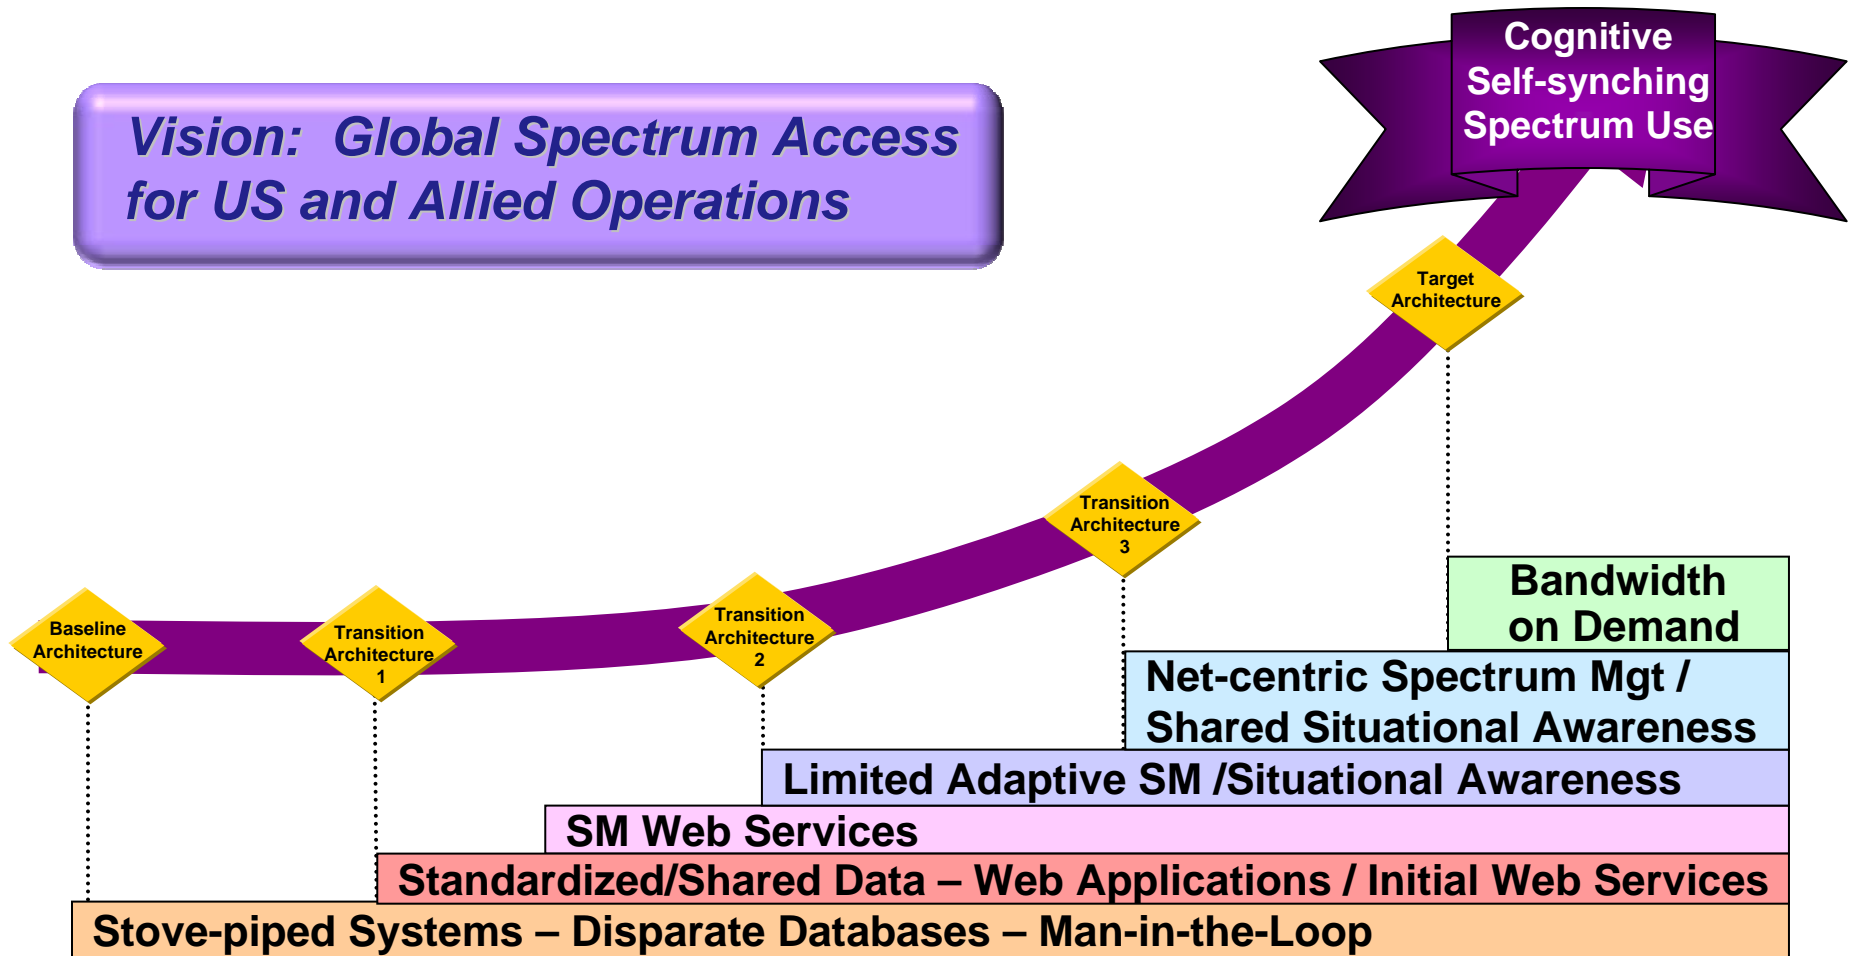 Cognitive
Self-synching
Spectrum Use
Vision: Global Spectrum Access
for US and Allied Operations
Target
Architecture
Transition
Architecture
3
Transition
Architecture
2
Transition
Architecture
1
Baseline
Architecture
Bandwidth
on Demand
Net-centric Spectrum Mgt /
Shared Situational Awareness
Limited Adaptive SM /Situational Awareness
SM Web Services
Standardized/Shared Data – Web Applications / Initial Web Services
Stove-piped Systems – Disparate Databases – Man-in-the-Loop